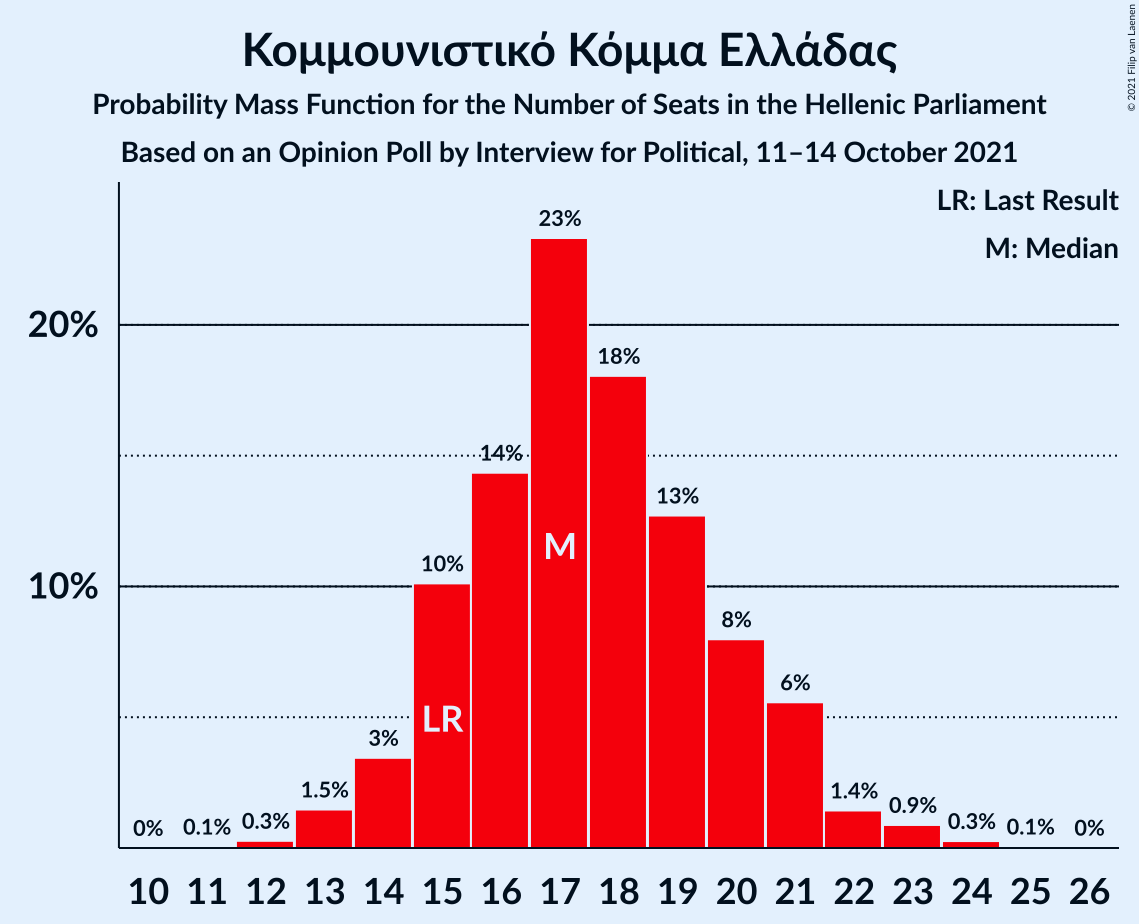 Κομμουνιστικό Κόμμα Ελλάδας
Probability Mass Function for the Number of Seats in the Hellenic Parliament
Based on an Opinion Poll by Interview for Political, 11–14 October 2021
© 2021 Filip van Laenen
LR: Last Result
M: Median
20%
10%
0%
0.1%
0.3%
1.5%
3%
10%
14%
23%
18%
13%
8%
6%
1.4%
0.9%
0.3%
0.1%
0%
LR
M
10 11 12 13 14 15 16 17 18 19 20 21 22 23 24 25 26